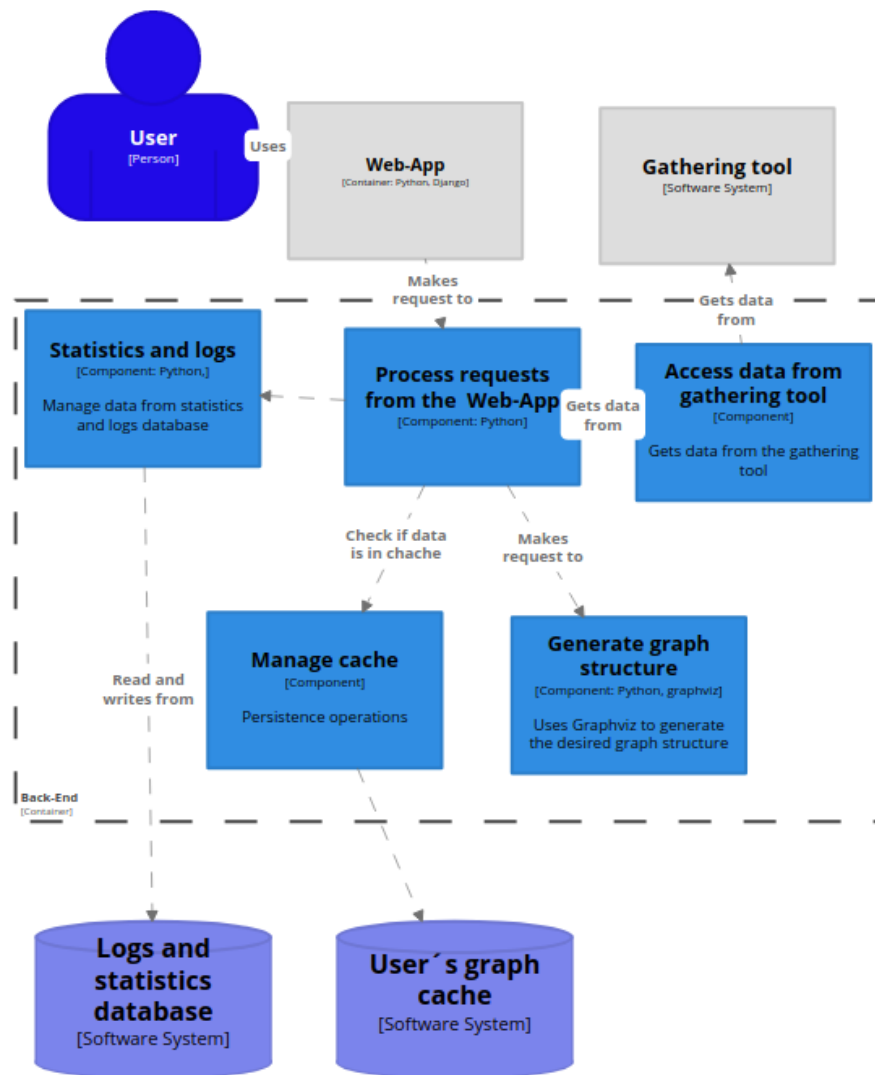 User
[Person]
Uses
Web-App
[Container: Python, Django]
Gathering tool
[Software System]
Makes
request to
Gets data
from
Statistics and logs
[Component: Python,]
Manage data from statistics
and logs database
Process requests
from the Web-App
[Component: Python]
Gets data
from
Access data from
gathering tool
[Component]
Gets data from the gathering
tool
Check if data
is in chache
Makes
request to
Read and
writes from
Manage cache
[Component]
Persistence operations
Generate graph
structure
[Component: Python, graphviz]
Uses Graphviz to generate
the desired graph structure
Back-End
[Container]
Logs and
statistics
database
[Software System]
User´s graph
cache
[Software System]